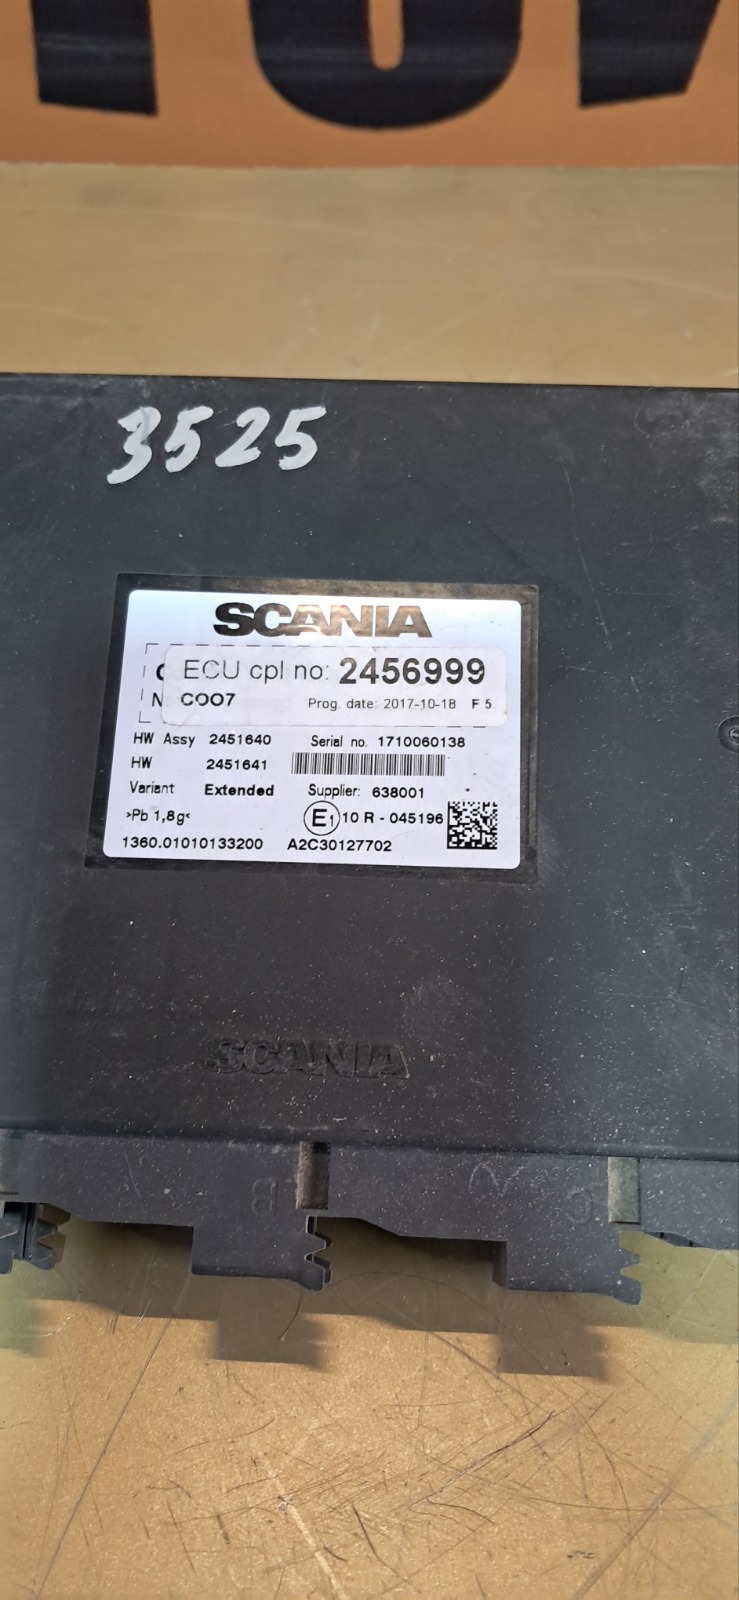 3525
SCANIA
ECU cpl no: 2456999
COO7 Prog. date: 2017-10-18 F 5
HW Assy 2451640 Serial no. 1710060138
HW 2451641
Variant Extended Supplier: 638001
>Pb 1,8g< E1 10 R - 045196
1360.01010133200 A2C30127702
SCANIA
B C